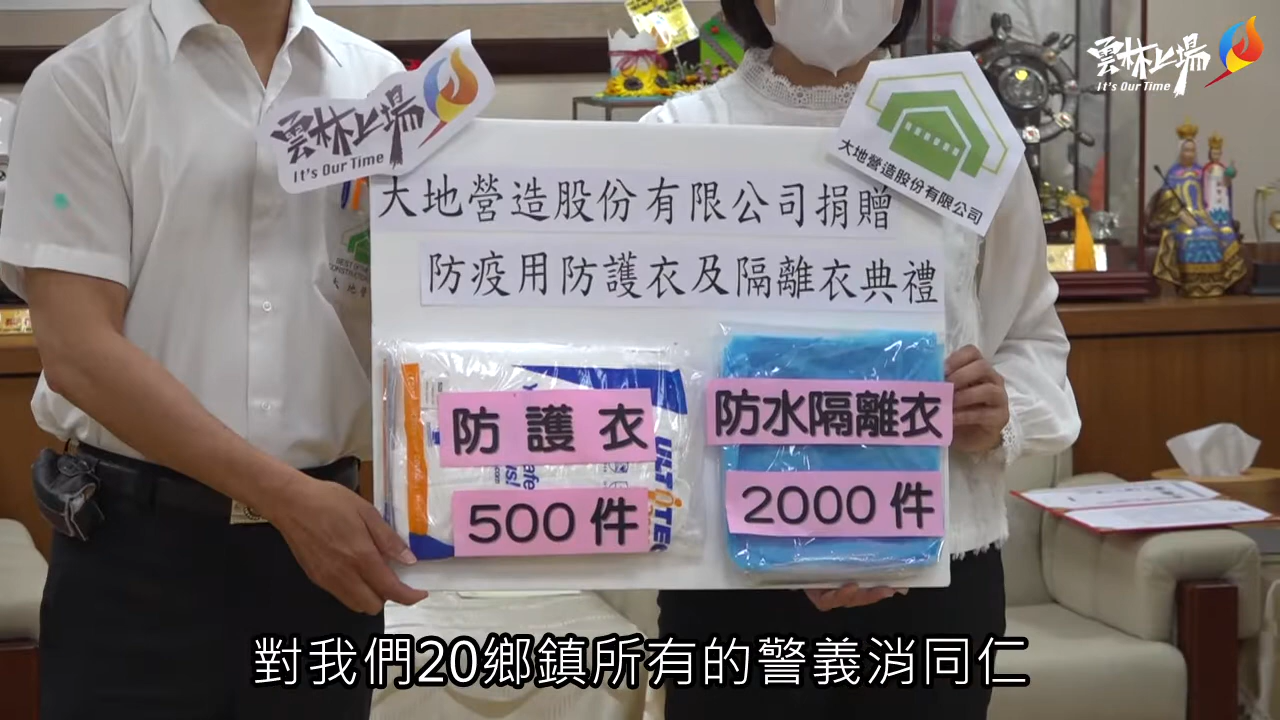 雲林上場
It's Our Time
雲林上場
It's Our Time
大地營造股份有限公司
大地營造股份有限公司捐贈
防疫用防護衣及隔離衣典禮
防護衣
500件
防水隔離衣
2000件
ULTITEC
對我們20鄉鎮所有的警義消同仁